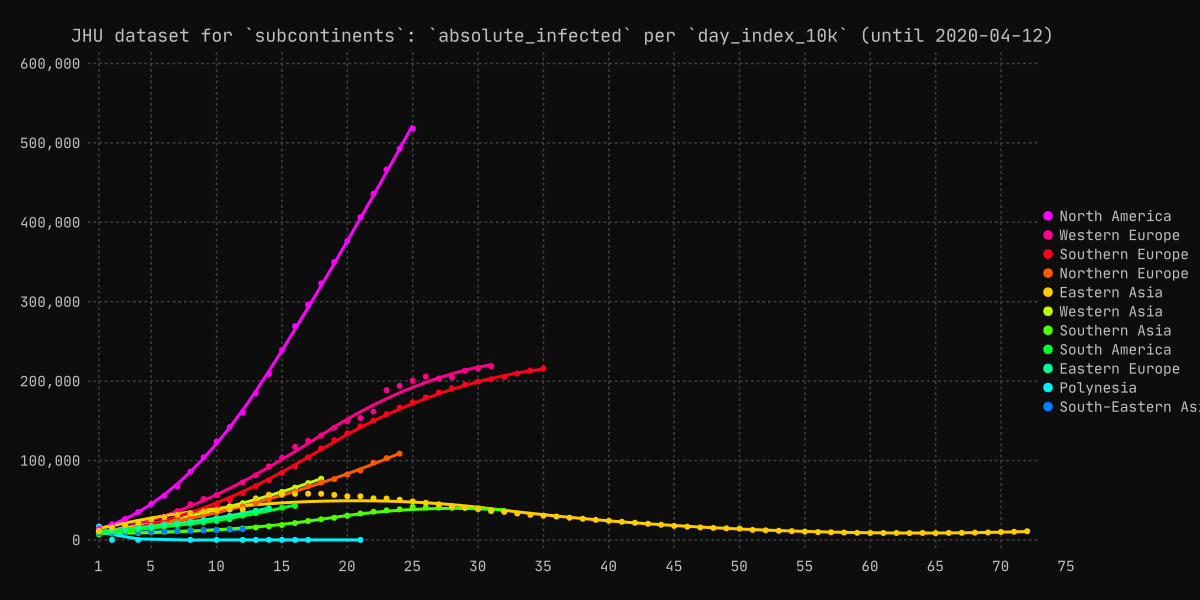 JHU dataset for `subcontinents`: `absolute_infected` per `day_index_10k` (until 2020-04-12)
600,000
500,000
400,000
300,000
200,000
100,000
0
1 5 10 15 20 25 30 35 40 45 50 55 60 65 70 75
North America
Western Europe
Southern Europe
Northern Europe
Eastern Asia
Western Asia
Southern Asia
South America
Eastern Europe
Polynesia
South-Eastern Asi